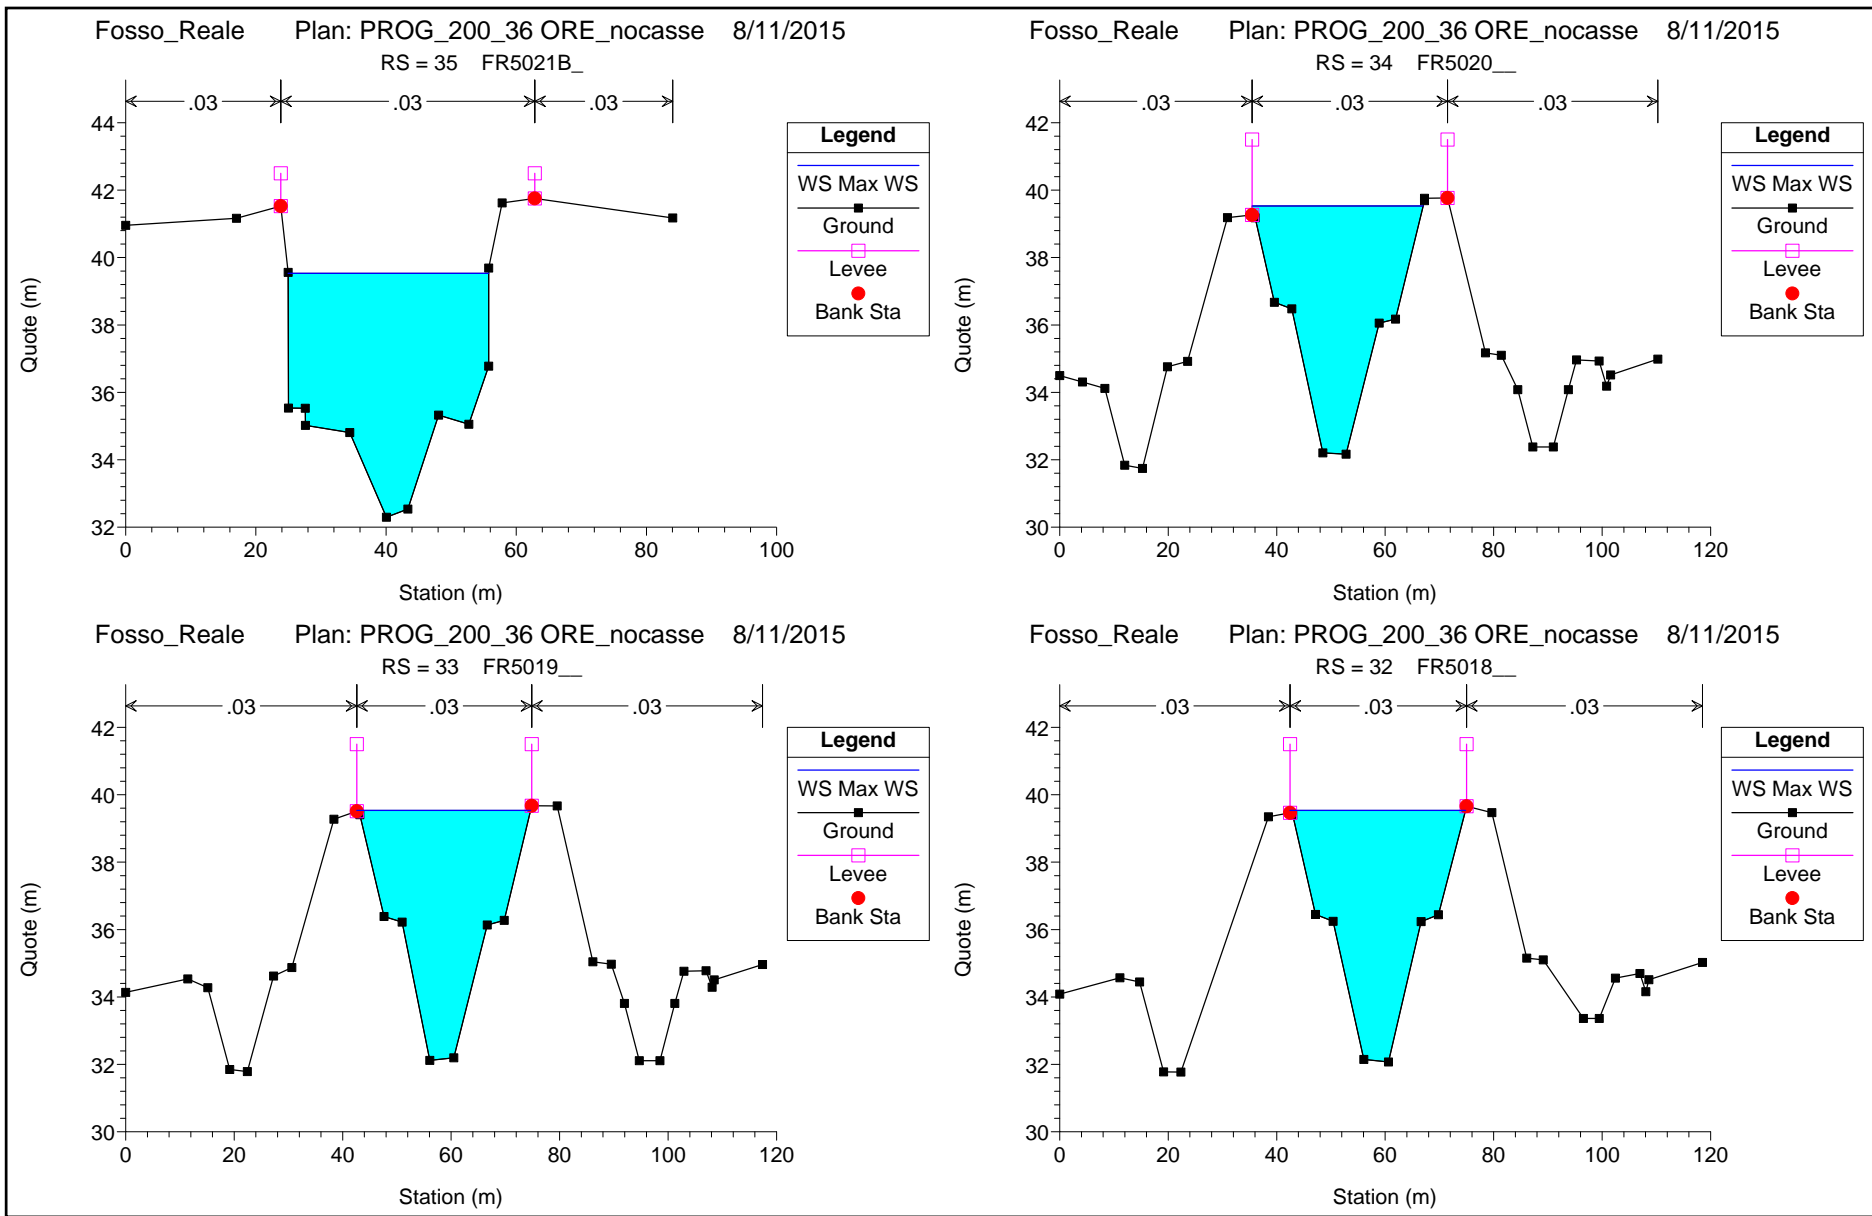 Fosso_Reale Plan: PROG_200_36 ORE_nocasse 8/11/2015
RS = 35 FR5021B_
.03 .03 .03
44
42
40
38
36
34
32
0 20 40 60 80 100
Quote (m)
Station (m)
Legend
WS Max WS
Ground
Levee
Bank Sta
Fosso_Reale Plan: PROG_200_36 ORE_nocasse 8/11/2015
RS = 34 FR5020__
.03 .03 .03
42
40
38
36
34
32
30
0 20 40 60 80 100 120
Quote (m)
Station (m)
Legend
WS Max WS
Ground
Levee
Bank Sta
Fosso_Reale Plan: PROG_200_36 ORE_nocasse 8/11/2015
RS = 33 FR5019__
.03 .03 .03
42
40
38
36
34
32
30
0 20 40 60 80 100 120
Quote (m)
Station (m)
Legend
WS Max WS
Ground
Levee
Bank Sta
Fosso_Reale Plan: PROG_200_36 ORE_nocasse 8/11/2015
RS = 32 FR5018__
.03 .03 .03
42
40
38
36
34
32
30
0 20 40 60 80 100 120
Quote (m)
Station (m)
Legend
WS Max WS
Ground
Levee
Bank Sta